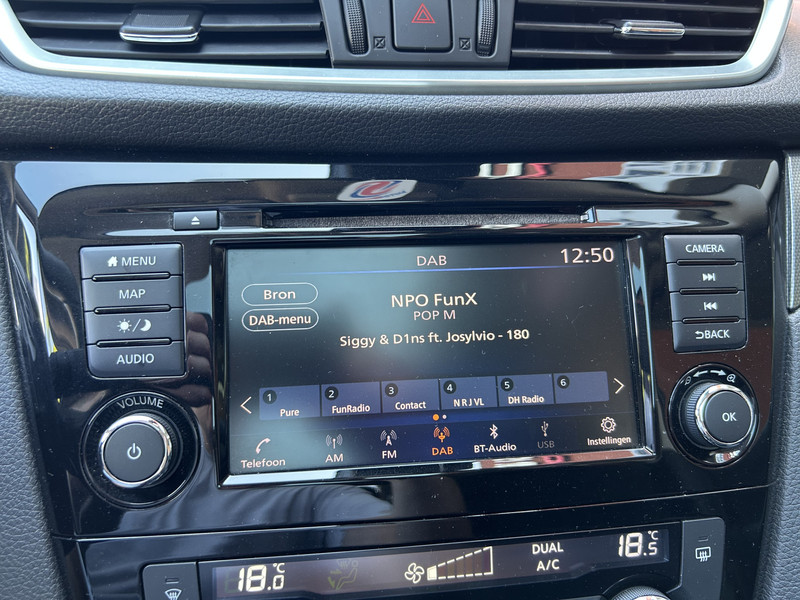 MENU
MAP
AUDIO
VOLUME
DAB
12:50
Bron
DAB-menu
NPO FunX
POP M
Siggy & D1ns ft. Josylvio - 180
1 Pure
2 FunRadio
3 Contact
4 NRJ VL
5 DH Radio
6
Telefoon
AM
FM
DAB
BT-Audio
USB
Instellingen
CAMERA
BACK
OK
18.0°C
DUAL
A/C
18.5°C